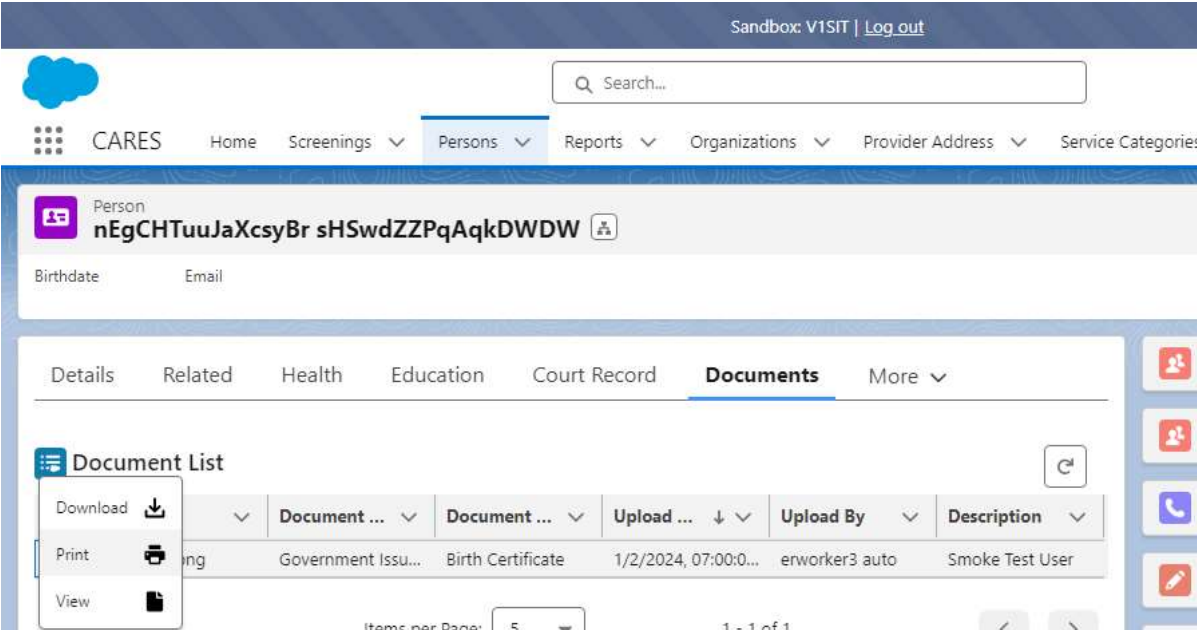 Sandbox: V1SIT | Log out
Search...
CARES Home Screenings Persons Reports Organizations Provider Address Service Categories
Person
nEgCHTuuJaXcsyBr sHSwdZZPqAqkDWDW
Birthdate Email
Details Related Health Education Court Record Documents More
Document List
Download
Document ... Document ... Upload ... Upload By Description
Print
Government Issu... Birth Certificate 1/2/2024, 07:00:0... erworker3 auto Smoke Test User
View
Items per Page: 5 1 - 1 of 1